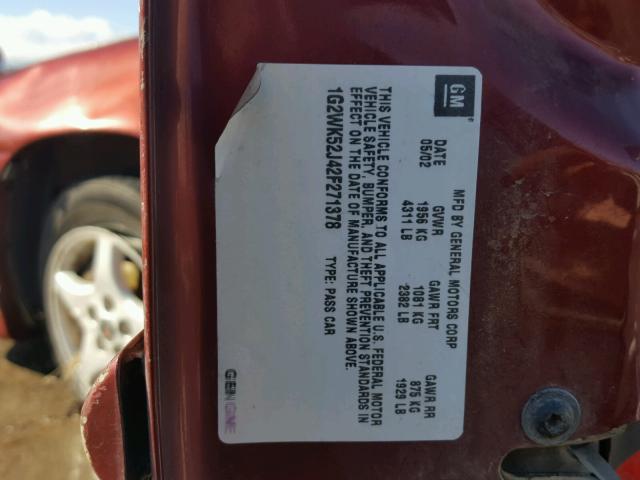 GM
MFD BY GENERAL MOTORS CORP
DATE GVWR GAWR FRT GAWR RR
05/02 1956 KG 1081 KG 875 KG
4311 LB 2382 LB 1929 LB
THIS VEHICLE CONFORMS TO ALL APPLICABLE U.S. FEDERAL MOTOR
VEHICLE SAFETY, BUMPER, AND THEFT PREVENTION STANDARDS IN
EFFECT ON THE DATE OF MANUFACTURE SHOWN ABOVE.
1G2WK52J42F271378 TYPE: PASS CAR